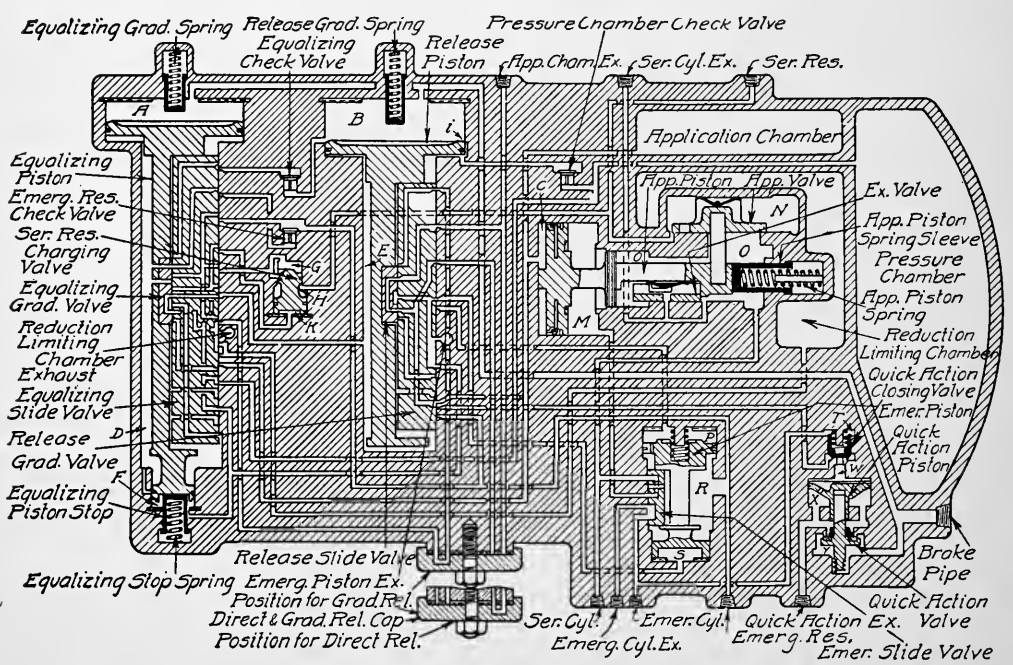 Equalizing Grad. Spring
Release Grad. Spring
Equalizing
Check Valve
Release
Piston
Pressure Chamber Check Valve
App. Cham. Ex.
Ser. Cyl. Ex.
Ser. Res.
A
B
i
Application Chamber
Equalizing
Piston
Emerg. Res.
Check Valve
Ser. Res.
Charging
Valve
Equalizing
Grad. Valve
Reduction
Limiting
Chamber
Exhaust
Equalizing
Slide Valve
D
Release
Grad. Valve
F
Equalizing
Piston Stop
Equalizing Stop Spring
G
H
K
E
C
App. Piston
App. Valve
N
O
O
M
Ex. Valve
App. Piston
Spring Sleeve
Pressure
Chamber
App. Piston
Spring
Reduction
Limiting Chamber
Quick Action
Closing Valve
Emer. Piston
Quick
Action
Piston
P
R
S
T
W
Y
Brake
Pipe
Release Slide Valve
Emerg. Piston Ex.
Position for Grad. Rel.
Direct & Grad. Rel. Cap
Position for Direct Rel.
Ser. Cyl.
Emerg. Cyl. Ex.
Emer. Cyl.
Emerg. Res.
Quick Action Ex.
Quick Action
Valve
Emer. Slide Valve